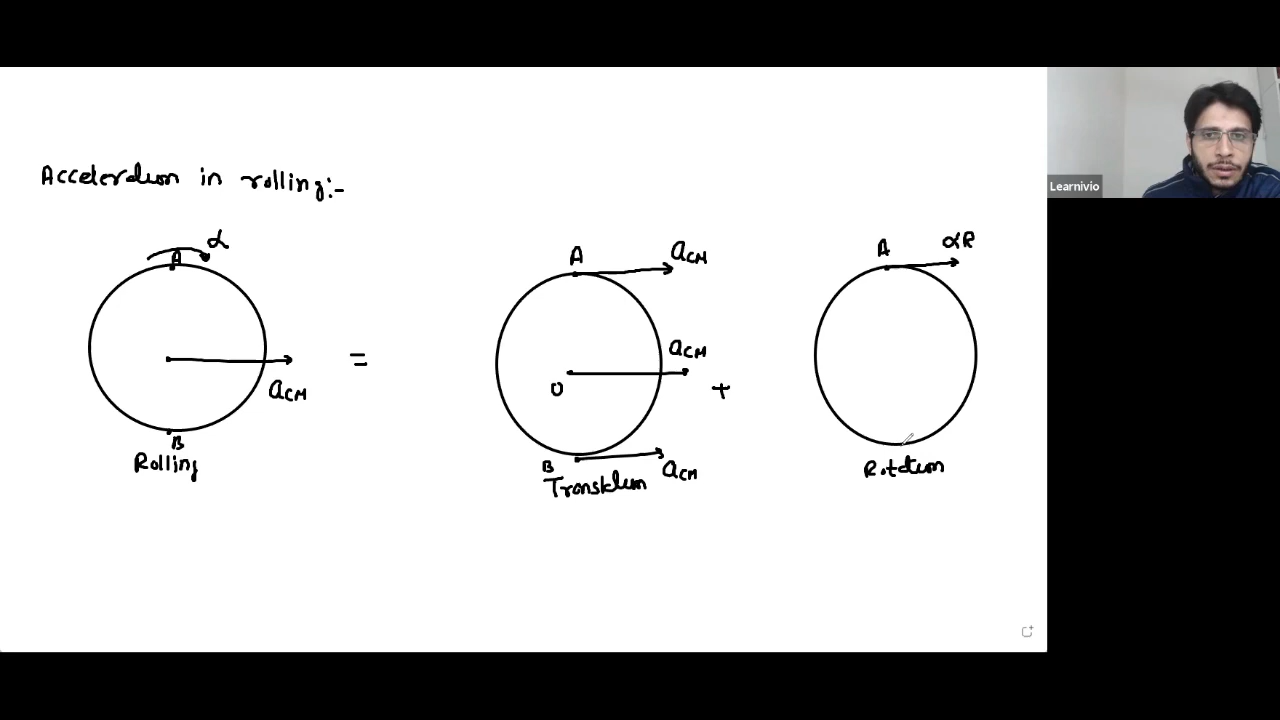 Acceleration in rolling:-
α
A
aCM
B
Rolling
=
A
aCM
aCM
O
B
aCM
Translation
+
A
αR
Rotation
Learnivio